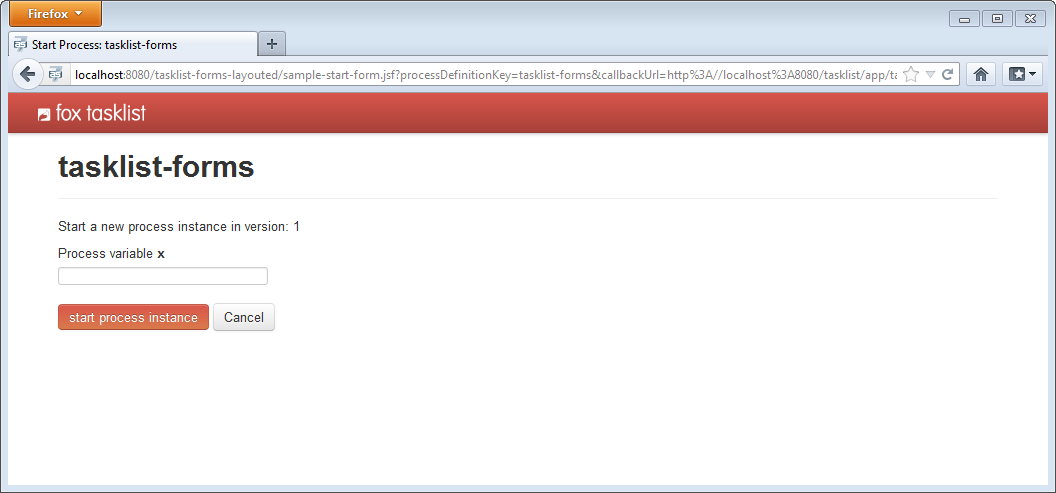 Firefox
Start Process: tasklist-forms
localhost:8080/tasklist-forms-layouted/sample-start-form.jsf?processDefinitionKey=tasklist-forms&callbackUrl=http%3A//localhost%3A8080/tasklist/app/ta
fox tasklist
tasklist-forms
Start a new process instance in version: 1
Process variable x
start process instance Cancel